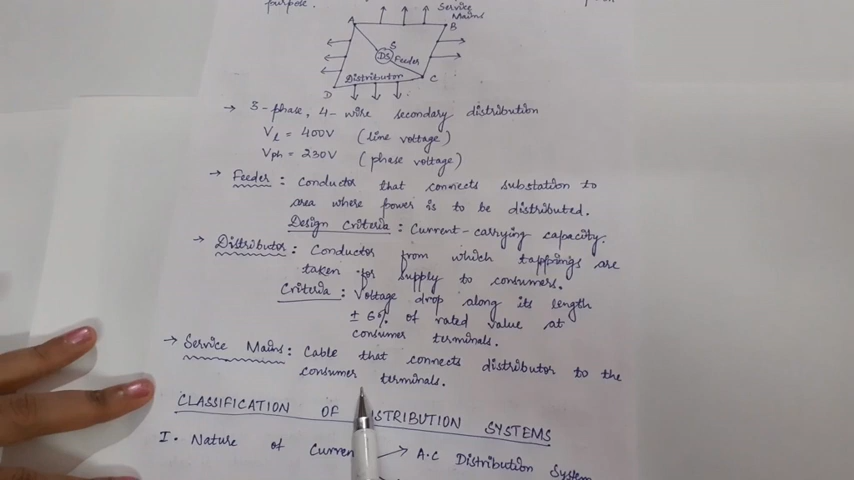 purpose.
Service
Mains
A
B
S
DS Feeder
Distributor
C
D
→ 3-phase, 4-wire secondary distribution
Vl = 400V (line voltage)
Vph = 230V (phase voltage)
→ Feeder : Conductor that connects substation to
area where power is to be distributed.
Design Criteria : Current-carrying capacity.
→ Distributor : Conductor from which tappings are
taken for supply to consumers.
Criteria : Voltage drop along its length
± 6% of rated value at
consumer terminals.
→ Service Mains : Cable that connects distributor to the
consumer terminals.
CLASSIFICATION OF DISTRIBUTION SYSTEMS
I. Nature of Current → A.C Distribution System